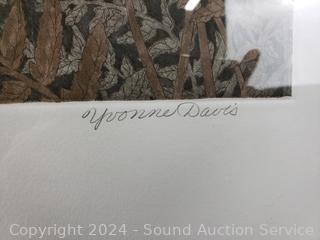 Yvonne Davis
Copyright 2024 - Sound Auction Service